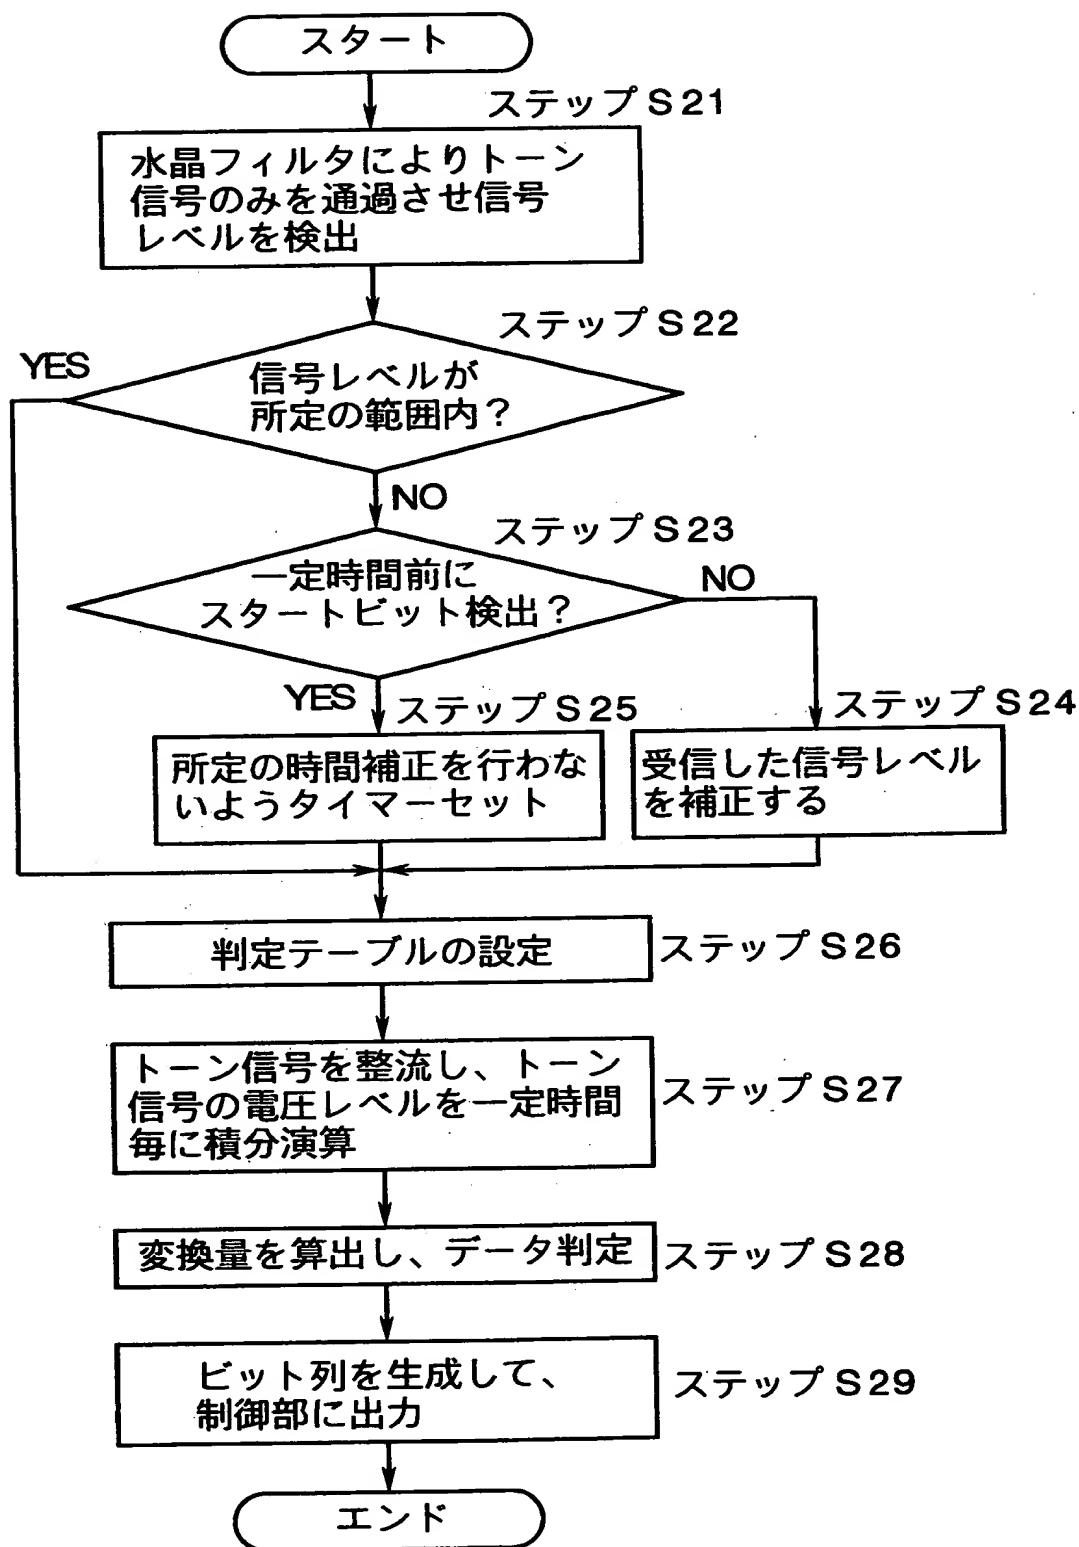 スタート
ステップS21
水晶フィルタによりトーン
信号のみを通過させ信号
レベルを検出
ステップS22
YES
信号レベルが
所定の範囲内?
NO
ステップS23
一定時間前に
スタートビット検出?
NO
YES
ステップS25
ステップS24
所定の時間補正を行わな
いようタイマーセット
受信した信号レベル
を補正する
判定テーブルの設定
ステップS26
トーン信号を整流し、トーン
信号の電圧レベルを一定時間
毎に積分演算
ステップS27
変換量を算出し、データ判定
ステップS28
ビット列を生成して、
制御部に出力
ステップS29
エンド